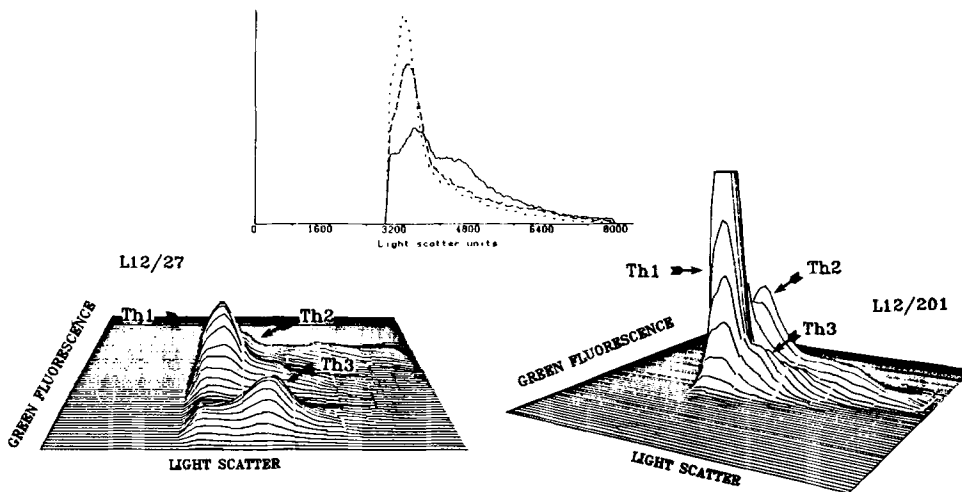 0 1600 3200 4800 6400 8000
Light scatter units
L12/27
Th1
Th2
Th3
GREEN FLUORESCENCE
LIGHT SCATTER
Th1
Th2
L12/201
Th3
GREEN FLUORESCENCE
LIGHT SCATTER